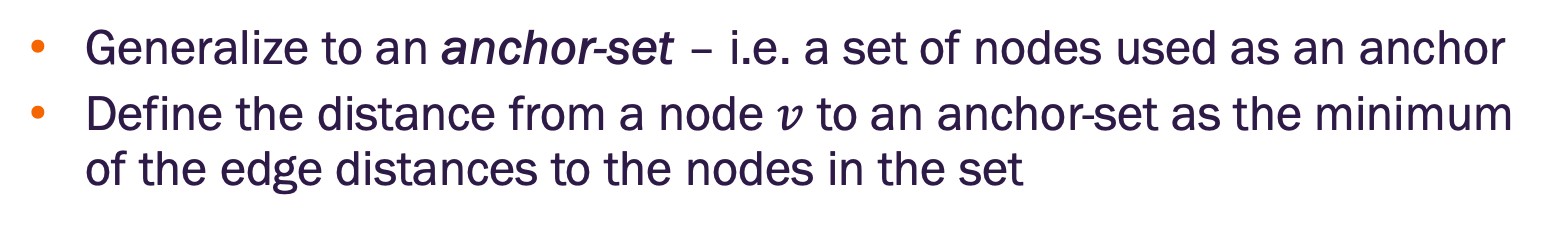 • Generalize to an anchor-set – i.e. a set of nodes used as an anchor
• Define the distance from a node 𝑣 to an anchor-set as the minimum
of the edge distances to the nodes in the set